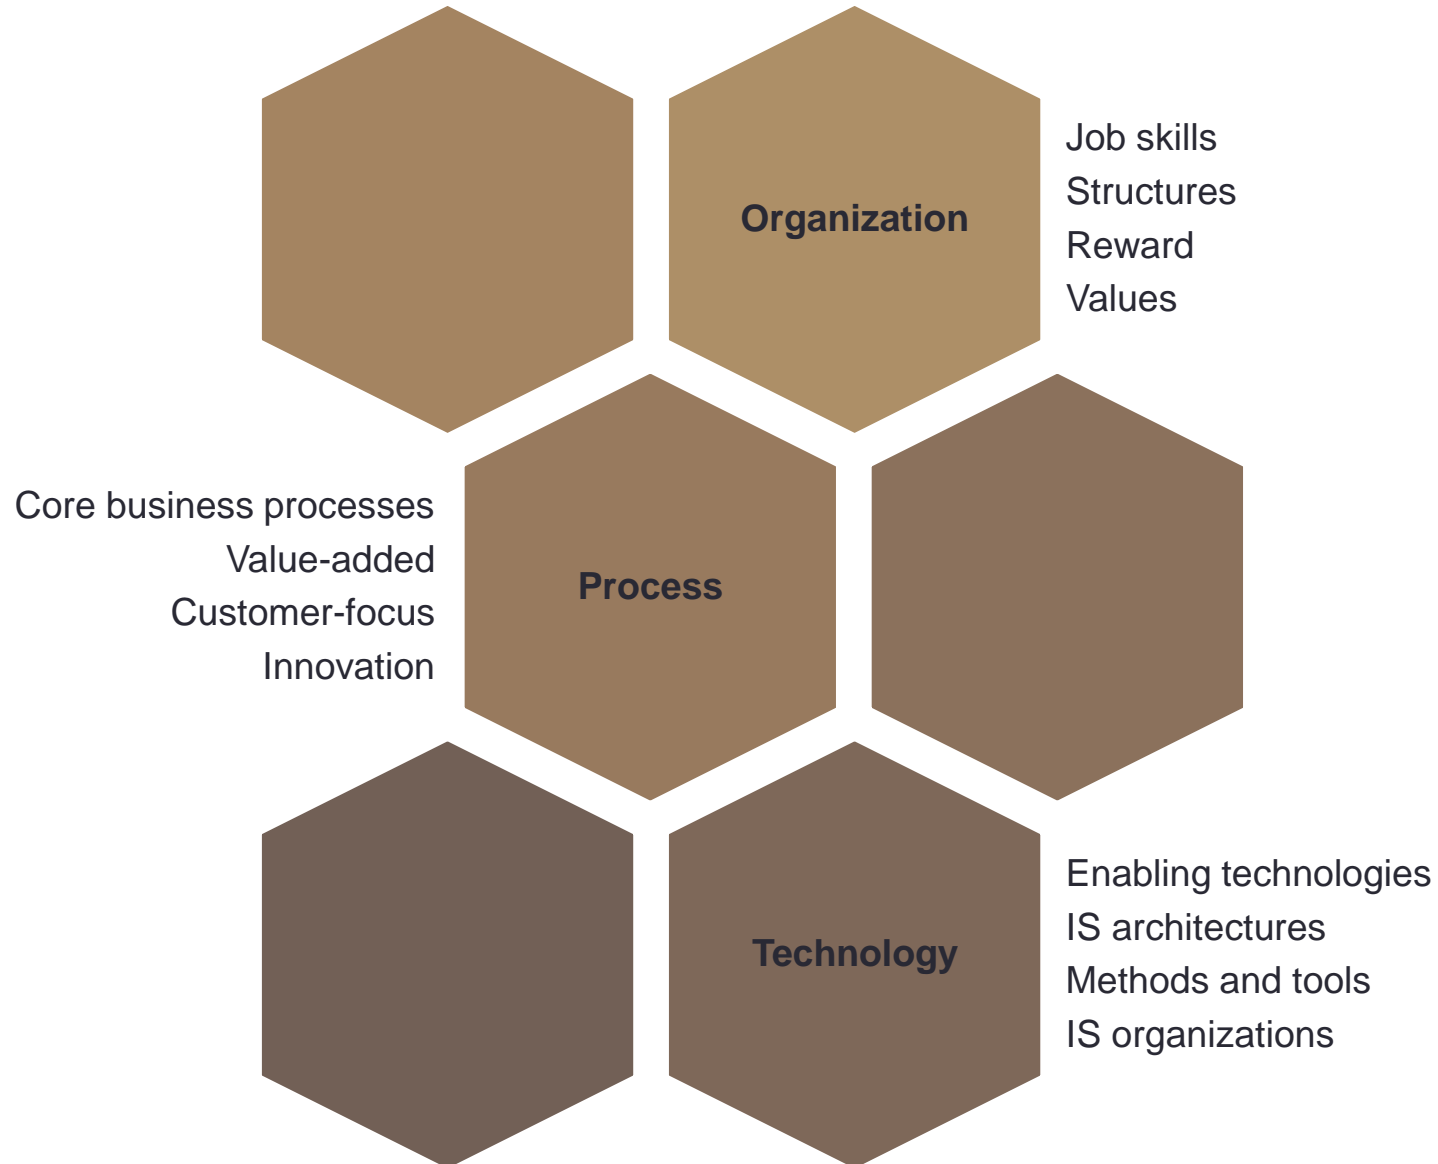 Organization
Job skills
Structures
Reward
Values
Process
Core business processes
Value-added
Customer-focus
Innovation
Technology
Enabling technologies
IS architectures
Methods and tools
IS organizations